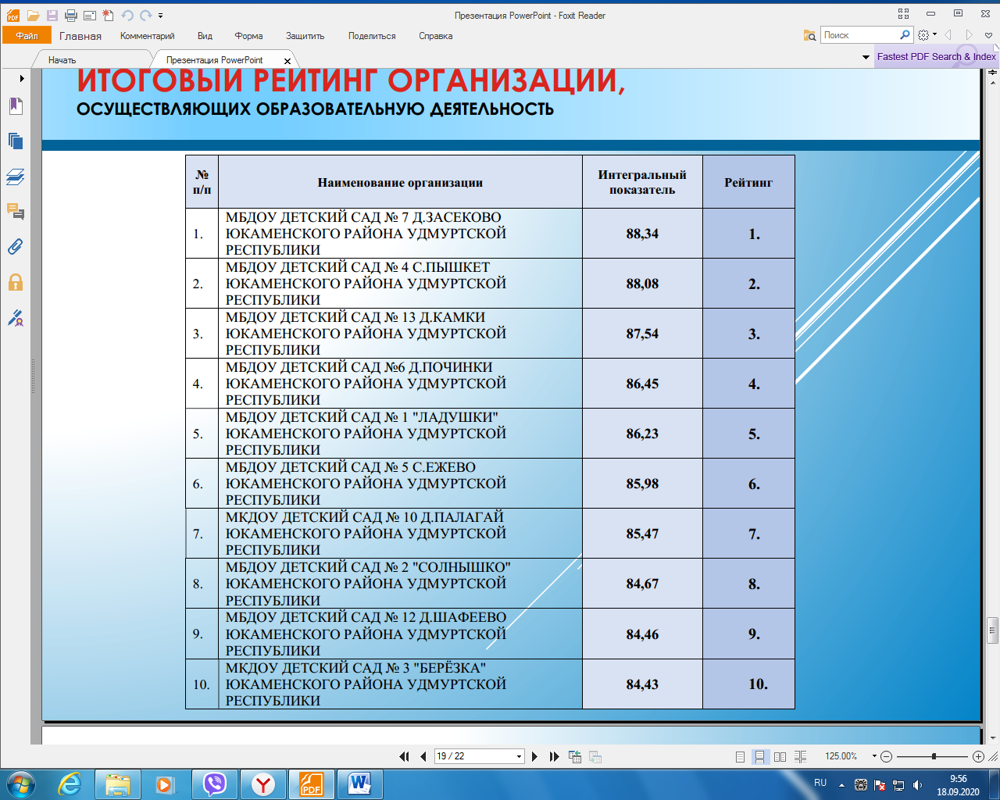 Презентация PowerPoint - Foxit Reader
Файл
Главная
Комментарий
Вид
Форма
Защитить
Поделиться
Справка
Поиск
Начать
Презентация PowerPoint
Fastest PDF Search & Index
ИТОГОВЫЙ РЕЙТИНГ ОРГАНИЗАЦИИ,
ОСУЩЕСТВЛЯЮЩИХ ОБРАЗОВАТЕЛЬНУЮ ДЕЯТЕЛЬНОСТЬ
№ п/п
Наименование организации
Интегральный показатель
Рейтинг
1.
МБДОУ ДЕТСКИЙ САД № 7 Д.ЗАСЕКОВО
ЮКАМЕНСКОГО РАЙОНА УДМУРТСКОЙ
РЕСПУБЛИКИ
88,34
1.
2.
МБДОУ ДЕТСКИЙ САД № 4 С.ПЫШКЕТ
ЮКАМЕНСКОГО РАЙОНА УДМУРТСКОЙ
РЕСПУБЛИКИ
88,08
2.
3.
МБДОУ ДЕТСКИЙ САД № 13 Д.КАМКИ
ЮКАМЕНСКОГО РАЙОНА УДМУРТСКОЙ
РЕСПУБЛИКИ
87,54
3.
4.
МБДОУ ДЕТСКИЙ САД №6 Д.ПОЧИНКИ
ЮКАМЕНСКОГО РАЙОНА УДМУРТСКОЙ
РЕСПУБЛИКИ
86,45
4.
5.
МБДОУ ДЕТСКИЙ САД № 1 "ЛАДУШКИ"
ЮКАМЕНСКОГО РАЙОНА УДМУРТСКОЙ
РЕСПУБЛИКИ
86,23
5.
6.
МБДОУ ДЕТСКИЙ САД № 5 С.ЕЖЕВО
ЮКАМЕНСКОГО РАЙОНА УДМУРТСКОЙ
РЕСПУБЛИКИ
85,98
6.
7.
МКДОУ ДЕТСКИЙ САД № 10 Д.ПАЛАГАЙ
ЮКАМЕНСКОГО РАЙОНА УДМУРТСКОЙ
РЕСПУБЛИКИ
85,47
7.
8.
МБДОУ ДЕТСКИЙ САД № 2 "СОЛНЫШКО"
ЮКАМЕНСКОГО РАЙОНА УДМУРТСКОЙ
РЕСПУБЛИКИ
84,67
8.
9.
МБДОУ ДЕТСКИЙ САД № 12 Д.ШАФЕЕВО
ЮКАМЕНСКОГО РАЙОНА УДМУРТСКОЙ
РЕСПУБЛИКИ
84,46
9.
10.
МКДОУ ДЕТСКИЙ САД № 3 "БЕРЁЗКА"
ЮКАМЕНСКОГО РАЙОНА УДМУРТСКОЙ
РЕСПУБЛИКИ
84,43
10.
19 / 22
125.00%
RU
9:56
18.09.2020